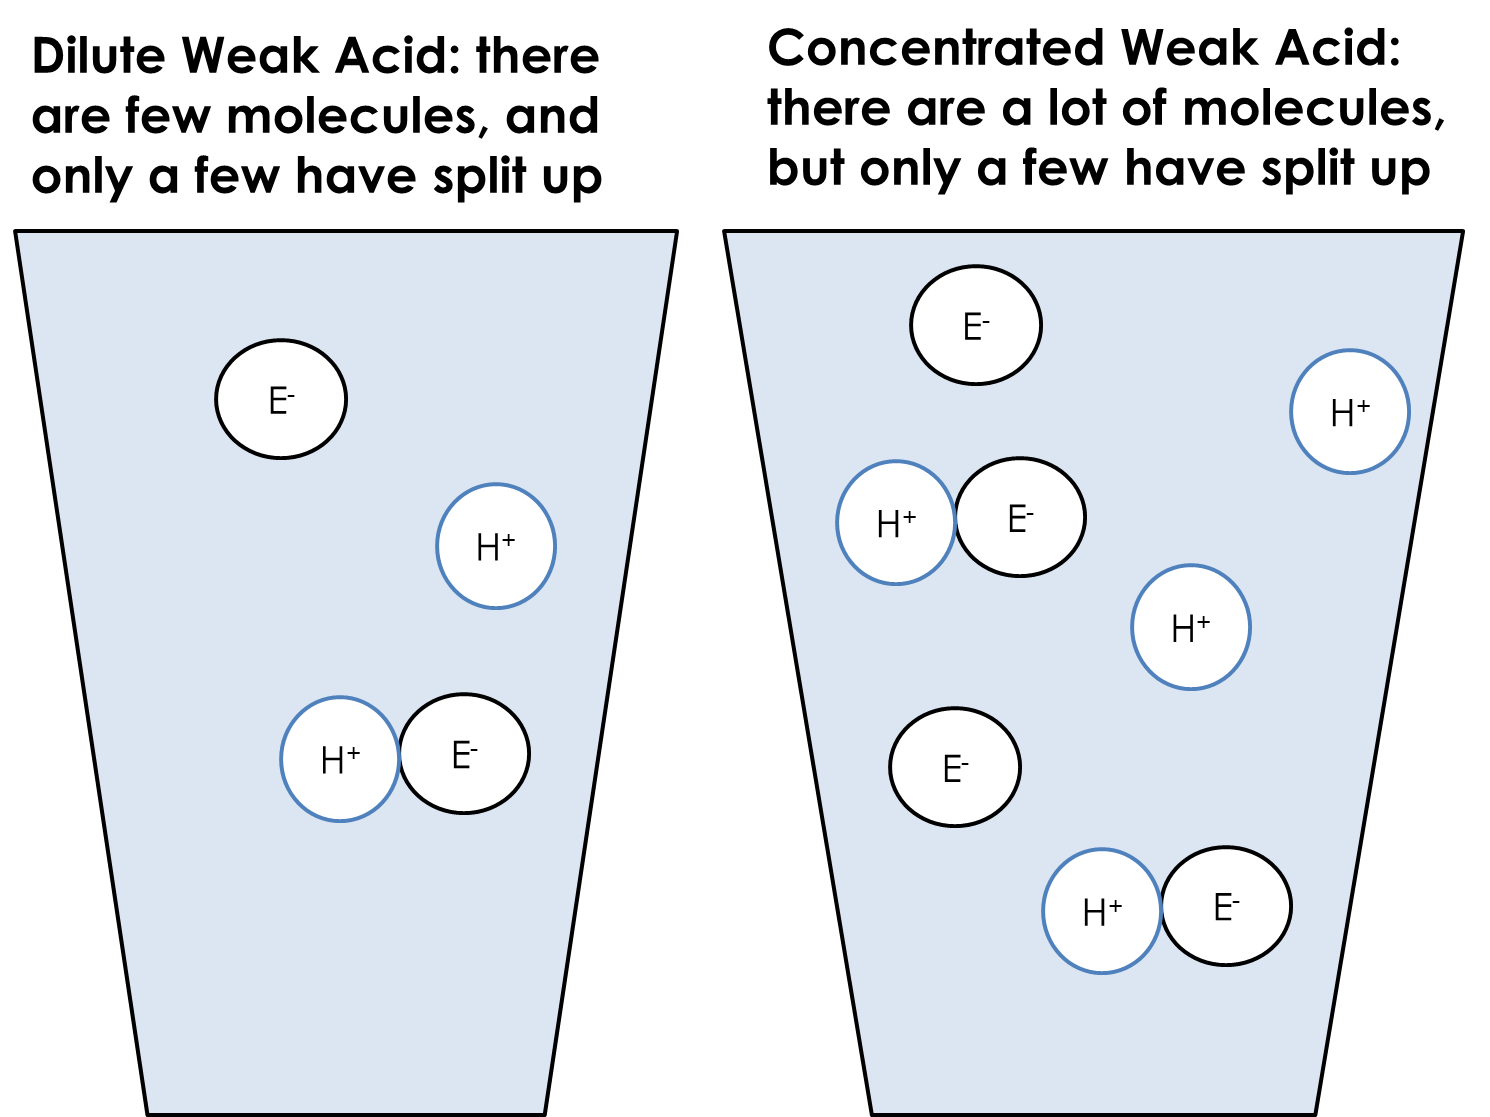 Dilute Weak Acid: there
are few molecules, and
only a few have split up
Concentrated Weak Acid:
there are a lot of molecules,
but only a few have split up
E⁻
H⁺
H⁺ E⁻
E⁻
H⁺
H⁺ E⁻
H⁺
E⁻
H⁺ E⁻